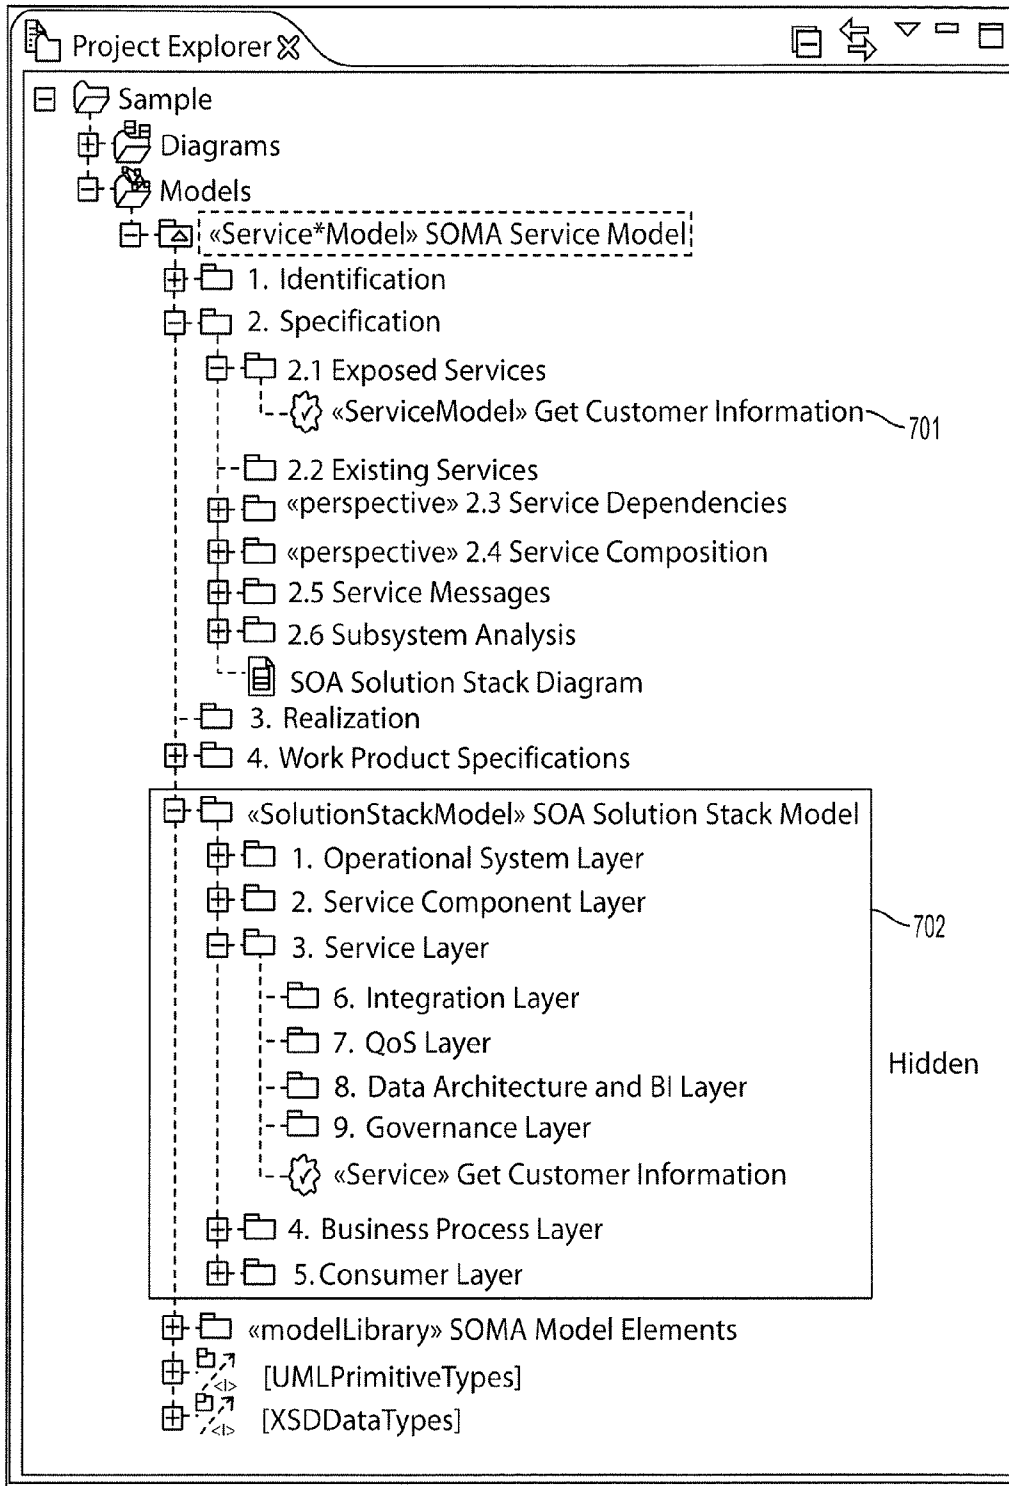 Project Explorer
Sample
Diagrams
Models
«Service*Model» SOMA Service Model
1. Identification
2. Specification
2.1 Exposed Services
«ServiceModel» Get Customer Information
701
2.2 Existing Services
«perspective» 2.3 Service Dependencies
«perspective» 2.4 Service Composition
2.5 Service Messages
2.6 Subsystem Analysis
SOA Solution Stack Diagram
3. Realization
4. Work Product Specifications
«SolutionStackModel» SOA Solution Stack Model
1. Operational System Layer
2. Service Component Layer
702
3. Service Layer
6. Integration Layer
7. QoS Layer
Hidden
8. Data Architecture and BI Layer
9. Governance Layer
«Service» Get Customer Information
4. Business Process Layer
5. Consumer Layer
«modelLibrary» SOMA Model Elements
[UMLPrimitiveTypes]
[XSDDataTypes]